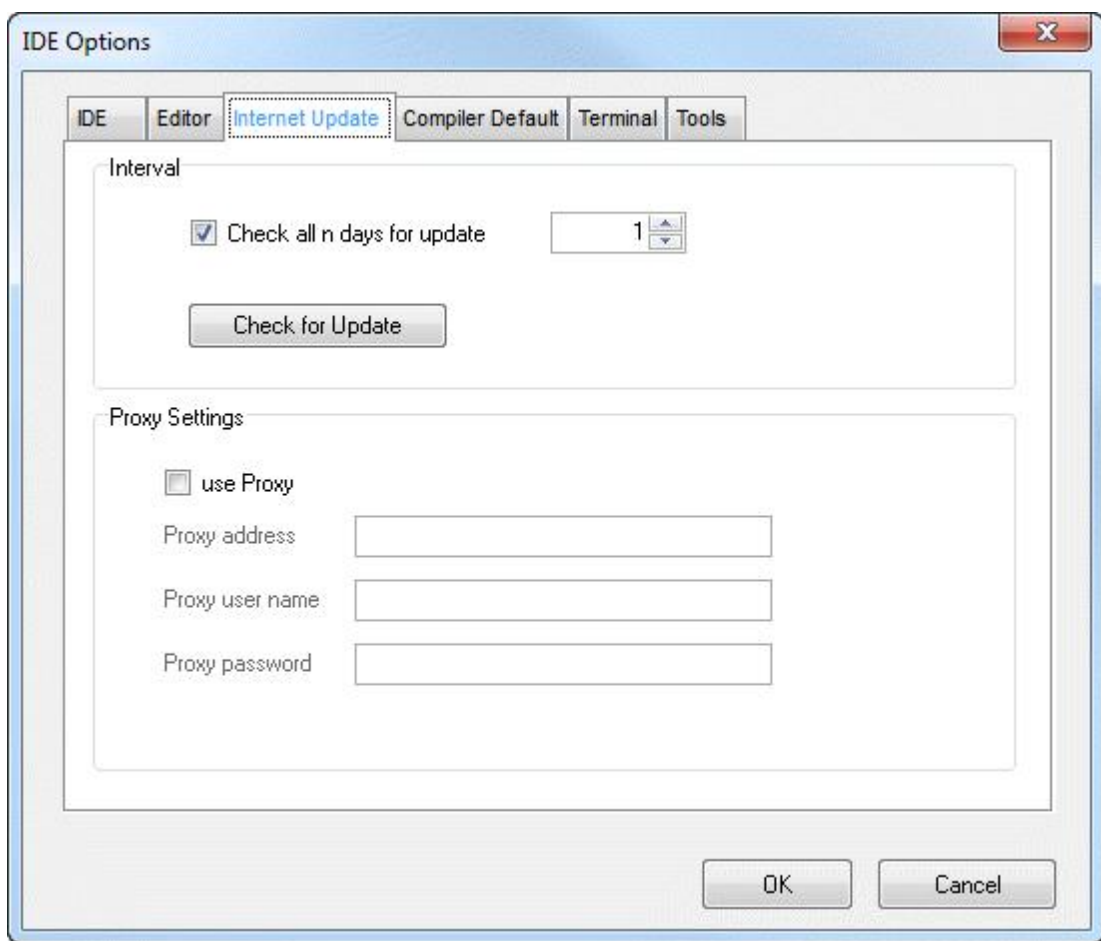 IDE Options
IDE Editor Internet Update Compiler Default Terminal Tools
Interval
Check all n days for update 1
Check for Update
Proxy Settings
use Proxy
Proxy address
Proxy user name
Proxy password
OK Cancel